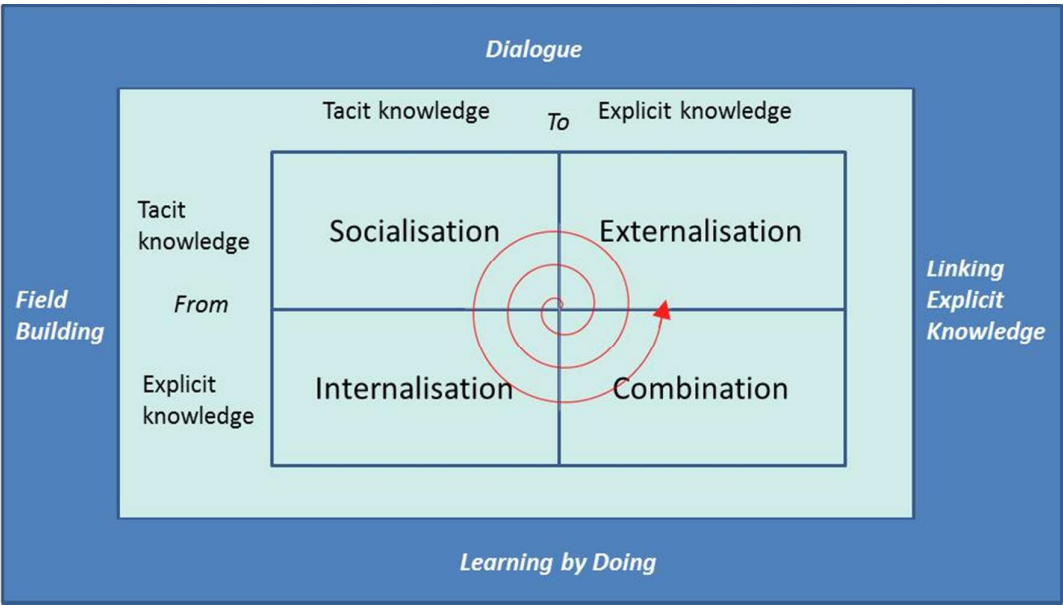 Dialogue
Tacit knowledge To Explicit knowledge
Tacit
knowledge
Socialisation Externalisation
From
Field
Building
Linking
Explicit
Knowledge
Explicit
knowledge
Internalisation Combination
Learning by Doing